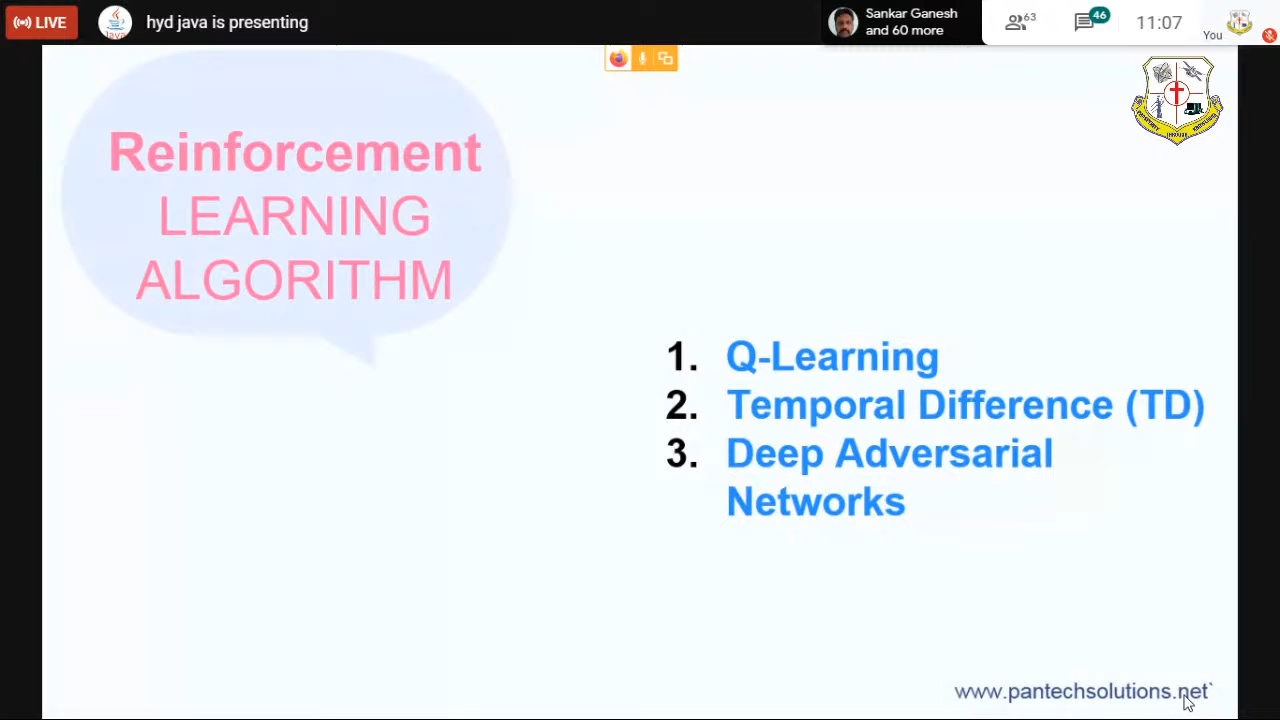 LIVE
hyd java is presenting
Sankar Ganesh
and 60 more
63
46
11:07
You
Reinforcement
LEARNING
ALGORITHM
1. Q-Learning
2. Temporal Difference (TD)
3. Deep Adversarial
Networks
www.pantechsolutions.net`